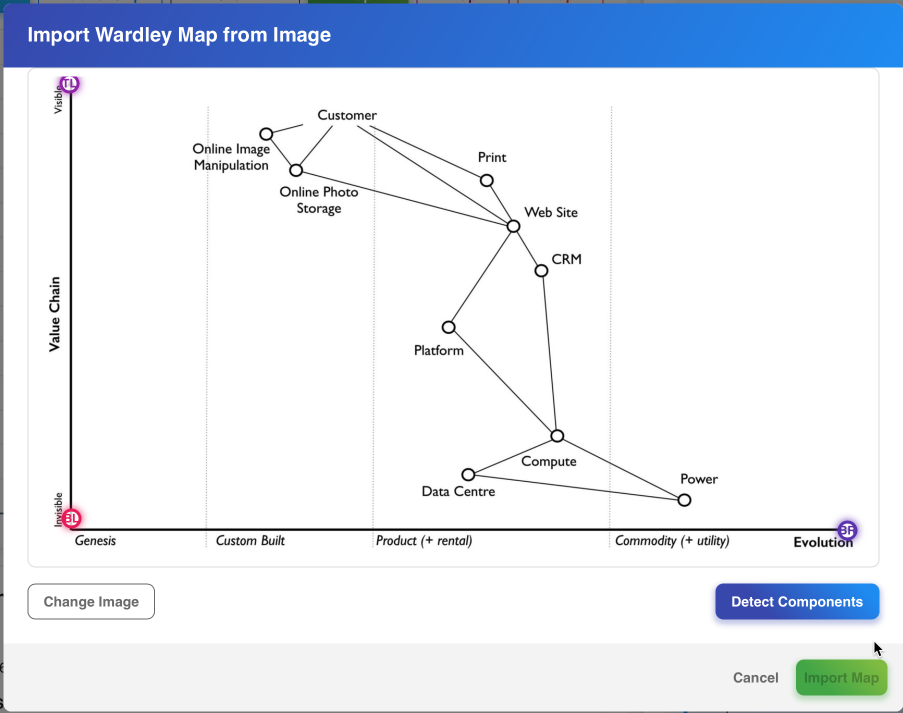 Import Wardley Map from Image
TL
Visible
Customer
Online Image
Manipulation
Print
Online Photo
Storage
Web Site
CRM
Value Chain
Platform
Compute
Data Centre
Power
Invisible
BL
Genesis
Custom Built
Product (+ rental)
Commodity (+ utility)
Evolution
Change Image
Detect Components
Cancel
Import Map